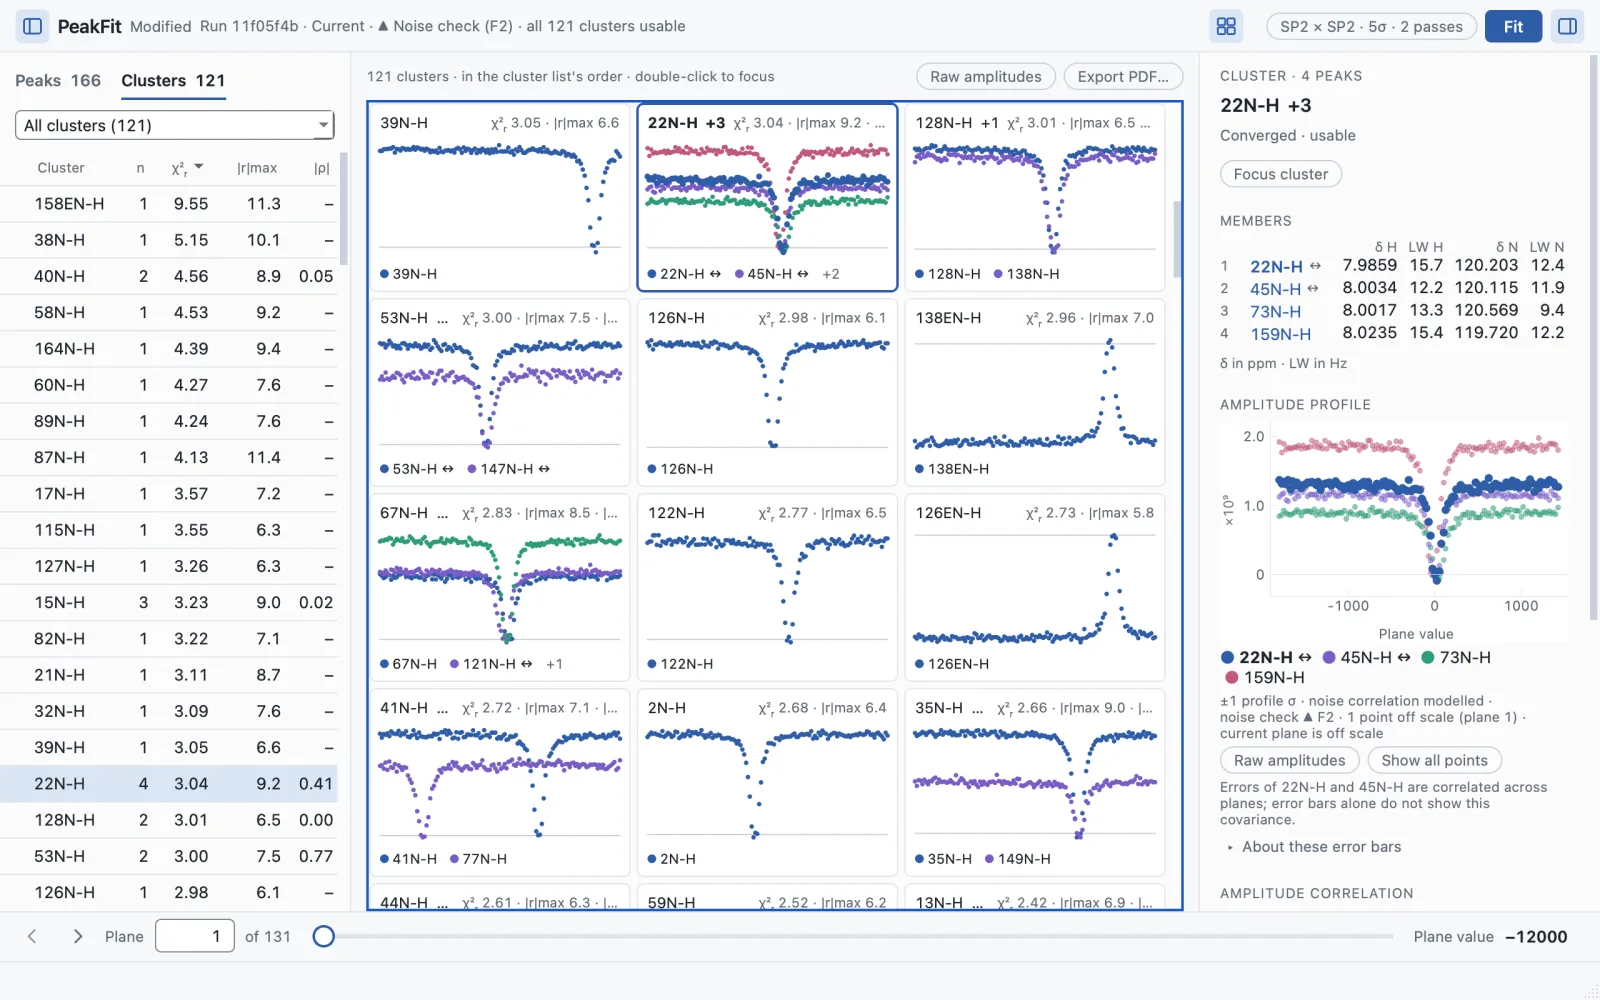 PeakFit Modified Run 11f05f4b · Current · ▲ Noise check (F2) · all 121 clusters usable
SP2 × SP2 · 5σ · 2 passes
Fit
Peaks 166 Clusters 121
All clusters (121)
Cluster n χ²r |r|max |ρ|
158EN-H 1 9.55 11.3 –
38N-H 1 5.15 10.1 –
40N-H 2 4.56 8.9 0.05
58N-H 1 4.53 9.2 –
164N-H 1 4.39 9.4 –
60N-H 1 4.27 7.6 –
89N-H 1 4.24 7.6 –
87N-H 1 4.13 11.4 –
17N-H 1 3.57 7.2 –
115N-H 1 3.55 6.3 –
127N-H 1 3.26 6.3 –
15N-H 3 3.23 9.0 0.02
82N-H 1 3.22 7.1 –
21N-H 1 3.11 8.7 –
32N-H 1 3.09 7.6 –
39N-H 1 3.05 6.6 –
22N-H 4 3.04 9.2 0.41
128N-H 2 3.01 6.5 0.00
53N-H 2 3.00 7.5 0.77
126N-H 1 2.98 6.1 –
121 clusters · in the cluster list's order · double-click to focus
Raw amplitudes
Export PDF...
39N-H χ²r 3.05 · |r|max 6.6
39N-H
22N-H +3 χ²r 3.04 · |r|max 9.2 · ...
22N-H ↔ 45N-H ↔ +2
128N-H +1 χ²r 3.01 · |r|max 6.5 ...
128N-H 138N-H
53N-H ... χ²r 3.00 · |r|max 7.5 · |...
53N-H ↔ 147N-H ↔
126N-H χ²r 2.98 · |r|max 6.1
126N-H
138EN-H χ²r 2.96 · |r|max 7.0
138EN-H
67N-H ... χ²r 2.83 · |r|max 8.5 · |...
67N-H 121N-H ↔ +1
122N-H χ²r 2.77 · |r|max 6.5
122N-H
126EN-H χ²r 2.73 · |r|max 5.8
126EN-H
41N-H ... χ²r 2.72 · |r|max 7.1 · |...
41N-H 77N-H
2N-H χ²r 2.68 · |r|max 6.4
2N-H
35N-H ... χ²r 2.66 · |r|max 9.0 · |...
35N-H 149N-H
44N-H ... χ²r 2.61 · |r|max 6.3 · |...
59N-H χ²r 2.52 · |r|max 6.2
13N-H ... χ²r 2.42 · |r|max 6.9 · |...
CLUSTER · 4 PEAKS
22N-H +3
Converged · usable
Focus cluster
MEMBERS
δ H LW H δ N LW N
1 22N-H ↔ 7.9859 15.7 120.203 12.4
2 45N-H ↔ 8.0034 12.2 120.115 11.9
3 73N-H 8.0017 13.3 120.569 9.4
4 159N-H 8.0235 15.4 119.720 12.2
δ in ppm · LW in Hz
AMPLITUDE PROFILE
2.0
1.0
0
×10⁹
-1000 0 1000
Plane value
22N-H ↔ 45N-H ↔ 73N-H
159N-H
±1 profile σ · noise correlation modelled ·
noise check ▲ F2 · 1 point off scale (plane 1) ·
current plane is off scale
Raw amplitudes
Show all points
Errors of 22N-H and 45N-H are correlated across
planes; error bars alone do not show this
covariance.
▸ About these error bars
AMPLITUDE CORRELATION
Plane 1 of 131
Plane value −12000